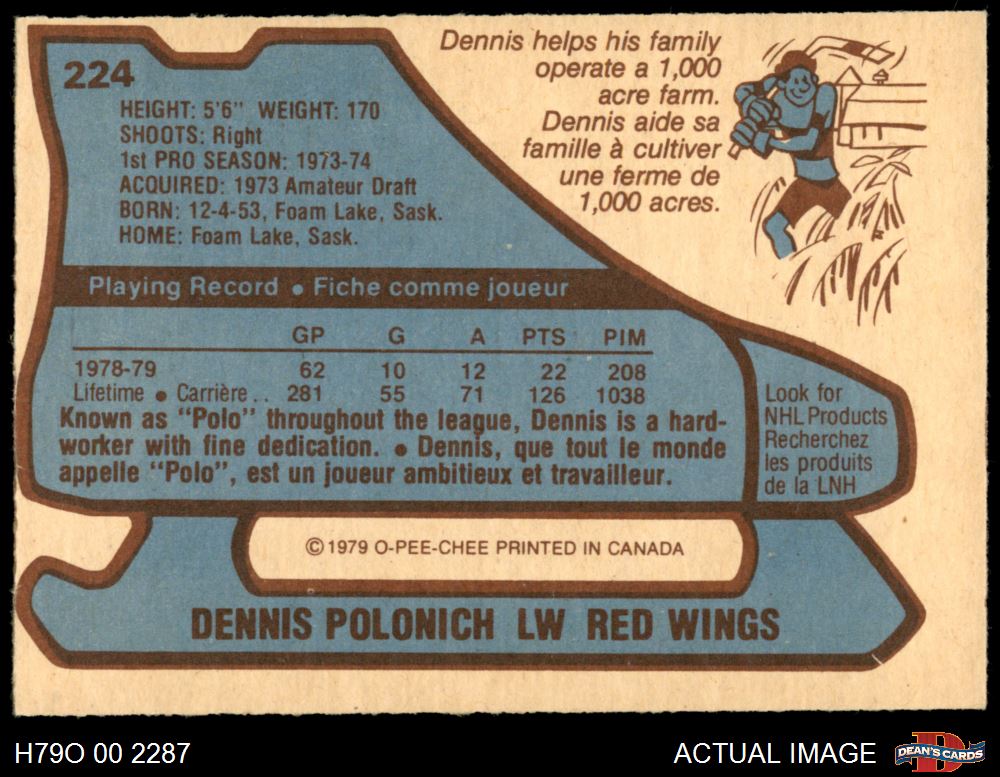 224
HEIGHT: 5'6" WEIGHT: 170
SHOOTS: Right
1st PRO SEASON: 1973-74
ACQUIRED: 1973 Amateur Draft
BORN: 12-4-53, Foam Lake, Sask.
HOME: Foam Lake, Sask.
Dennis helps his family
operate a 1,000
acre farm.
Dennis aide sa
famille à cultiver
une ferme de
1,000 acres.
Playing Record • Fiche comme joueur
GP G A PTS PIM
1978-79 62 10 12 22 208
Lifetime • Carrière .. 281 55 71 126 1038
Known as "Polo" throughout the league, Dennis is a hard-
worker with fine dedication. • Dennis, que tout le monde
appelle "Polo", est un joueur ambitieux et travailleur.
Look for
NHL Products
Recherchez
les produits
de la LNH
© 1979 O-PEE-CHEE PRINTED IN CANADA
DENNIS POLONICH LW RED WINGS
H79O 00 2287
ACTUAL IMAGE
D
DEAN'S CARDS